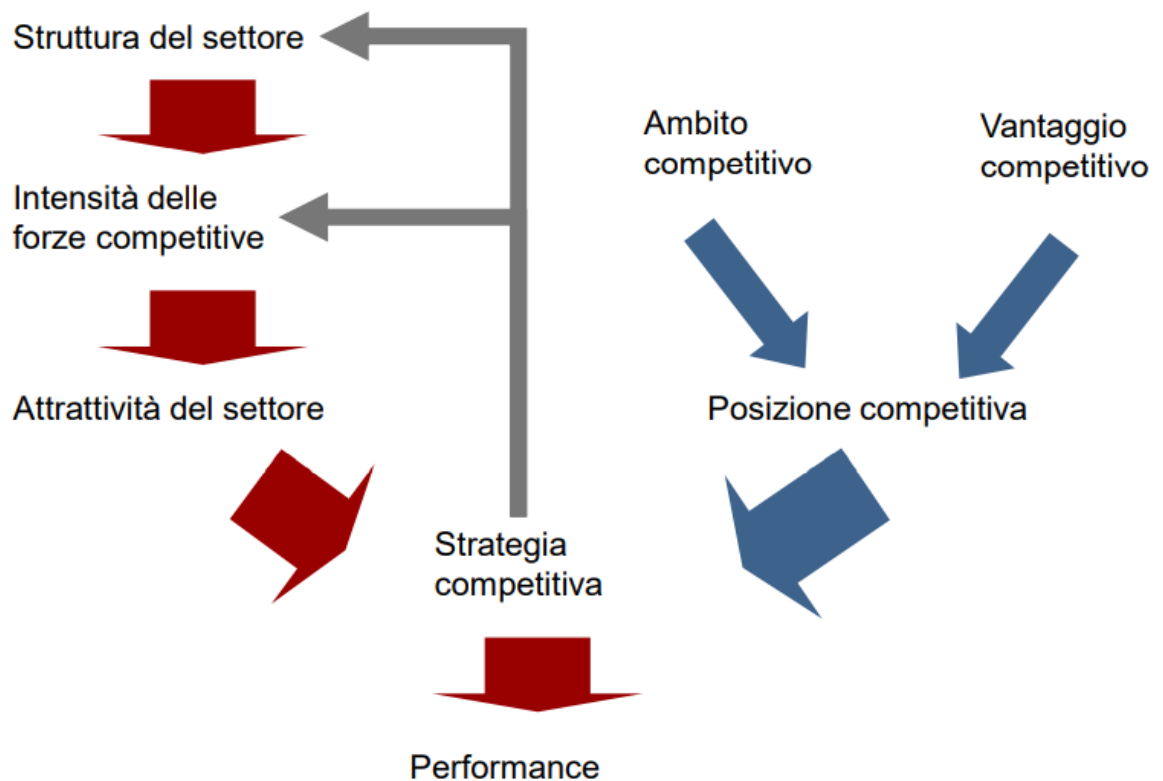 Struttura del settore
Ambito
competitivo
Vantaggio
competitivo
Intensità delle
forze competitive
Attrattività del settore
Posizione competitiva
Strategia
competitiva
Performance